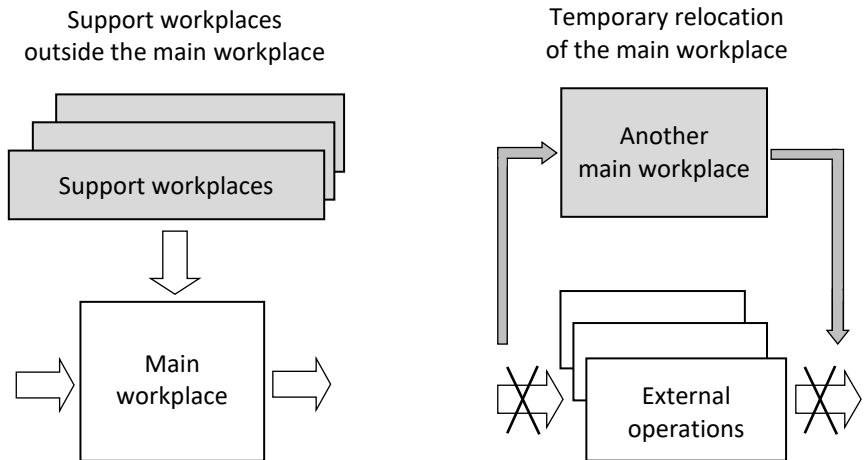 Support workplaces
outside the main workplace
Support workplaces
Main
workplace
Temporary relocation
of the main workplace
Another
main workplace
External
operations